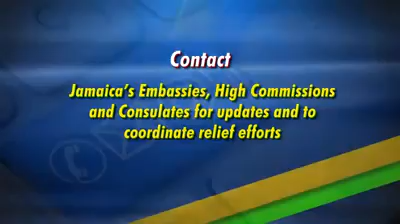 Contact
Jamaica's Embassies, High Commissions
and Consulates for updates and to
coordinate relief efforts